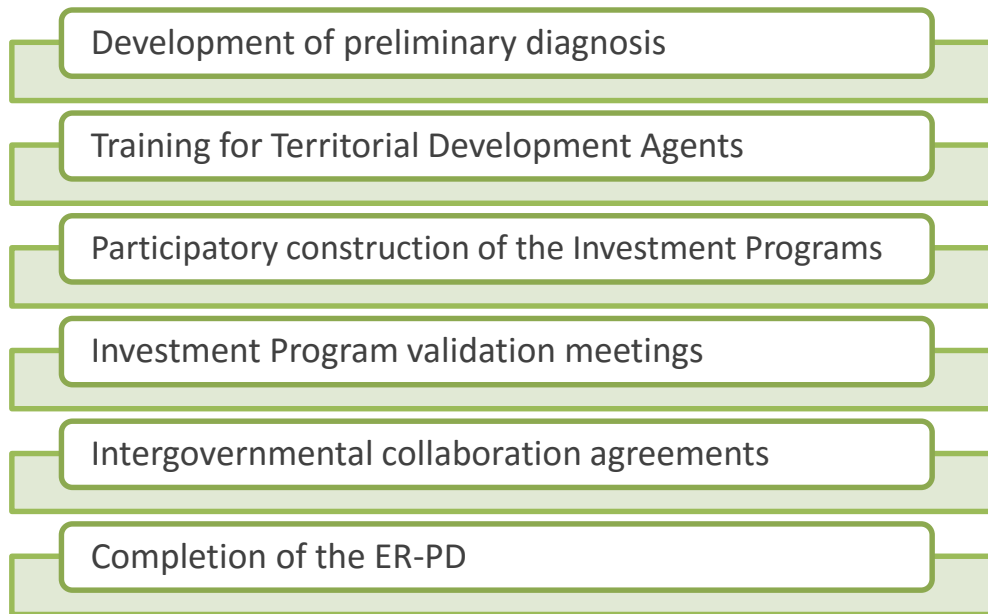 Development of preliminary diagnosis
Training for Territorial Development Agents
Participatory construction of the Investment Programs
Investment Program validation meetings
Intergovernmental collaboration agreements
Completion of the ER-PD